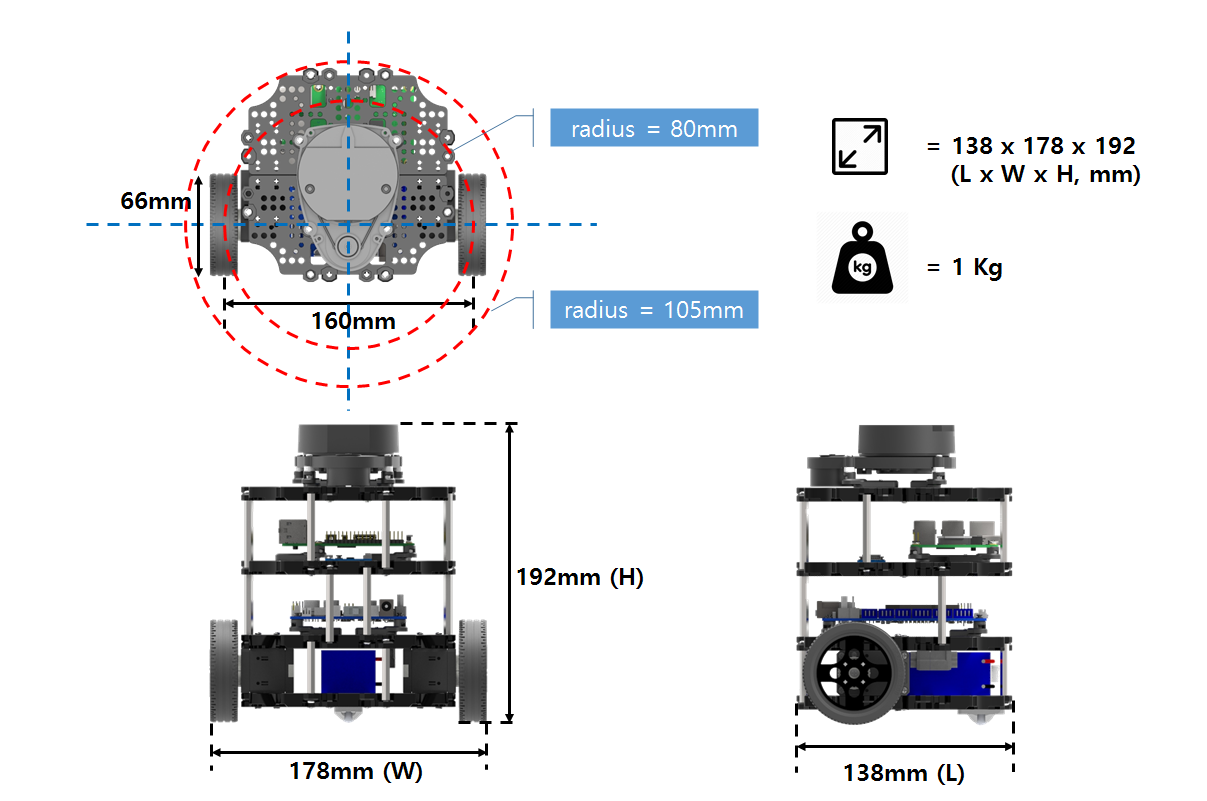 radius = 80mm
66mm
160mm
radius = 105mm
= 138 x 178 x 192
(L x W x H, mm)
kg
= 1 Kg
192mm (H)
178mm (W)
138mm (L)